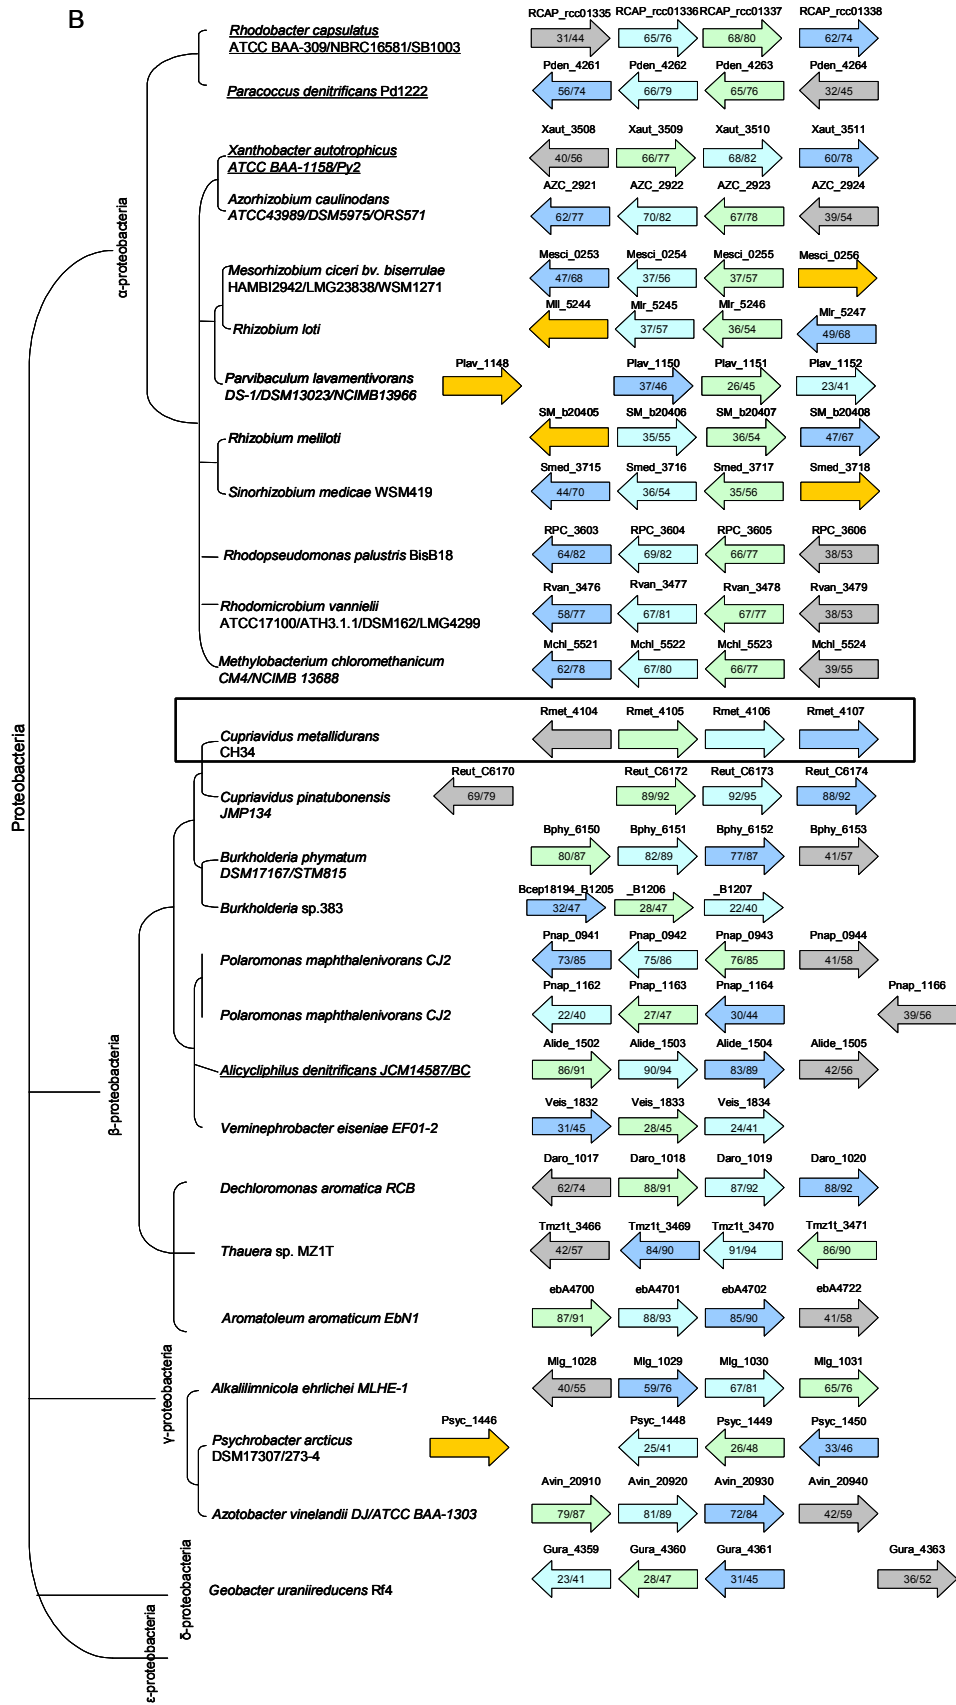 B
RCAP_rcc01335 RCAP_rcc01336 RCAP_rcc01337 RCAP_rcc01338
Rhodobacter capsulatus
ATCC BAA-309/NBRC16581/SB1003
31/44 65/76 68/80 62/74
Pden_4261 Pden_4262 Pden_4263 Pden_4264
Paracoccus denitrificans Pd1222
56/74 66/79 65/76 32/45
Xaut_3508 Xaut_3509 Xaut_3510 Xaut_3511
Xanthobacter autotrophicus
ATCC BAA-1158/Py2
40/56 66/77 68/82 60/78
AZC_2921 AZC_2922 AZC_2923 AZC_2924
Azorhizobium caulinodans
ATCC43989/DSM5975/ORS571
62/77 70/82 67/78 39/54
α-proteobacteria
Mesci_0253 Mesci_0254 Mesci_0255 Mesci_0256
Mesorhizobium ciceri bv. biserrulae
HAMBI2942/LMG23838/WSM1271
47/68 37/56 37/57
Mll_5244 Mlr_5245 Mlr_5246 Mlr_5247
Rhizobium loti
37/57 36/54 49/68
Plav_1148 Plav_1150 Plav_1151 Plav_1152
Parvibaculum lavamentivorans
DS-1/DSM13023/NCIMB13966
37/46 26/45 23/41
SM_b20405 SM_b20406 SM_b20407 SM_b20408
Rhizobium meliloti
35/55 36/54 47/67
Smed_3715 Smed_3716 Smed_3717 Smed_3718
Sinorhizobium medicae WSM419
44/70 36/54 35/56
RPC_3603 RPC_3604 RPC_3605 RPC_3606
Rhodopseudomonas palustris BisB18
64/82 69/82 66/77 38/53
Rvan_3476 Rvan_3477 Rvan_3478 Rvan_3479
Rhodomicrobium vannielii
ATCC17100/ATH3.1.1/DSM162/LMG4299
58/77 67/81 67/77 38/53
Mchl_5521 Mchl_5522 Mchl_5523 Mchl_5524
Methylobacterium chloromethanicum
CM4/NCIMB 13688
62/78 67/80 66/77 39/55
Proteobacteria
Rmet_4104 Rmet_4105 Rmet_4106 Rmet_4107
Cupriavidus metallidurans
CH34
Reut_C6170 Reut_C6172 Reut_C6173 Reut_C6174
Cupriavidus pinatubonensis
JMP134
69/79 89/92 92/95 88/92
Bphy_6150 Bphy_6151 Bphy_6152 Bphy_6153
Burkholderia phymatum
DSM17167/STM815
80/87 82/89 77/87 41/57
Bcep18194_B1205 _B1206 _B1207
Burkholderia sp.383
32/47 28/47 22/40
Pnap_0941 Pnap_0942 Pnap_0943 Pnap_0944
Polaromonas maphthalenivorans CJ2
73/85 75/86 76/85 41/58
Pnap_1162 Pnap_1163 Pnap_1164 Pnap_1166
Polaromonas maphthalenivorans CJ2
22/40 27/47 30/44 39/56
β-proteobacteria
Alide_1502 Alide_1503 Alide_1504 Alide_1505
Alicycliphilus denitrificans JCM14587/BC
86/91 90/94 83/89 42/56
Veis_1832 Veis_1833 Veis_1834
Veminephrobacter eiseniae EF01-2
31/45 28/45 24/41
Daro_1017 Daro_1018 Daro_1019 Daro_1020
Dechloromonas aromatica RCB
62/74 88/91 87/92 88/92
Tmz1t_3466 Tmz1t_3469 Tmz1t_3470 Tmz1t_3471
Thauera sp. MZ1T
42/57 84/90 91/94 86/90
ebA4700 ebA4701 ebA4702 ebA4722
Aromatoleum aromaticum EbN1
87/91 88/93 85/90 41/58
γ-proteobacteria
Mlg_1028 Mlg_1029 Mlg_1030 Mlg_1031
Alkalilimnicola ehrlichei MLHE-1
40/55 59/76 67/81 65/76
Psyc_1446 Psyc_1448 Psyc_1449 Psyc_1450
Psychrobacter arcticus
DSM17307/273-4
25/41 26/48 33/46
Avin_20910 Avin_20920 Avin_20930 Avin_20940
Azotobacter vinelandii DJ/ATCC BAA-1303
79/87 81/89 72/84 42/59
δ-proteobacteria
Gura_4359 Gura_4360 Gura_4361 Gura_4363
Geobacter uraniireducens Rf4
23/41 28/47 31/45 36/52
ε-proteobacteria